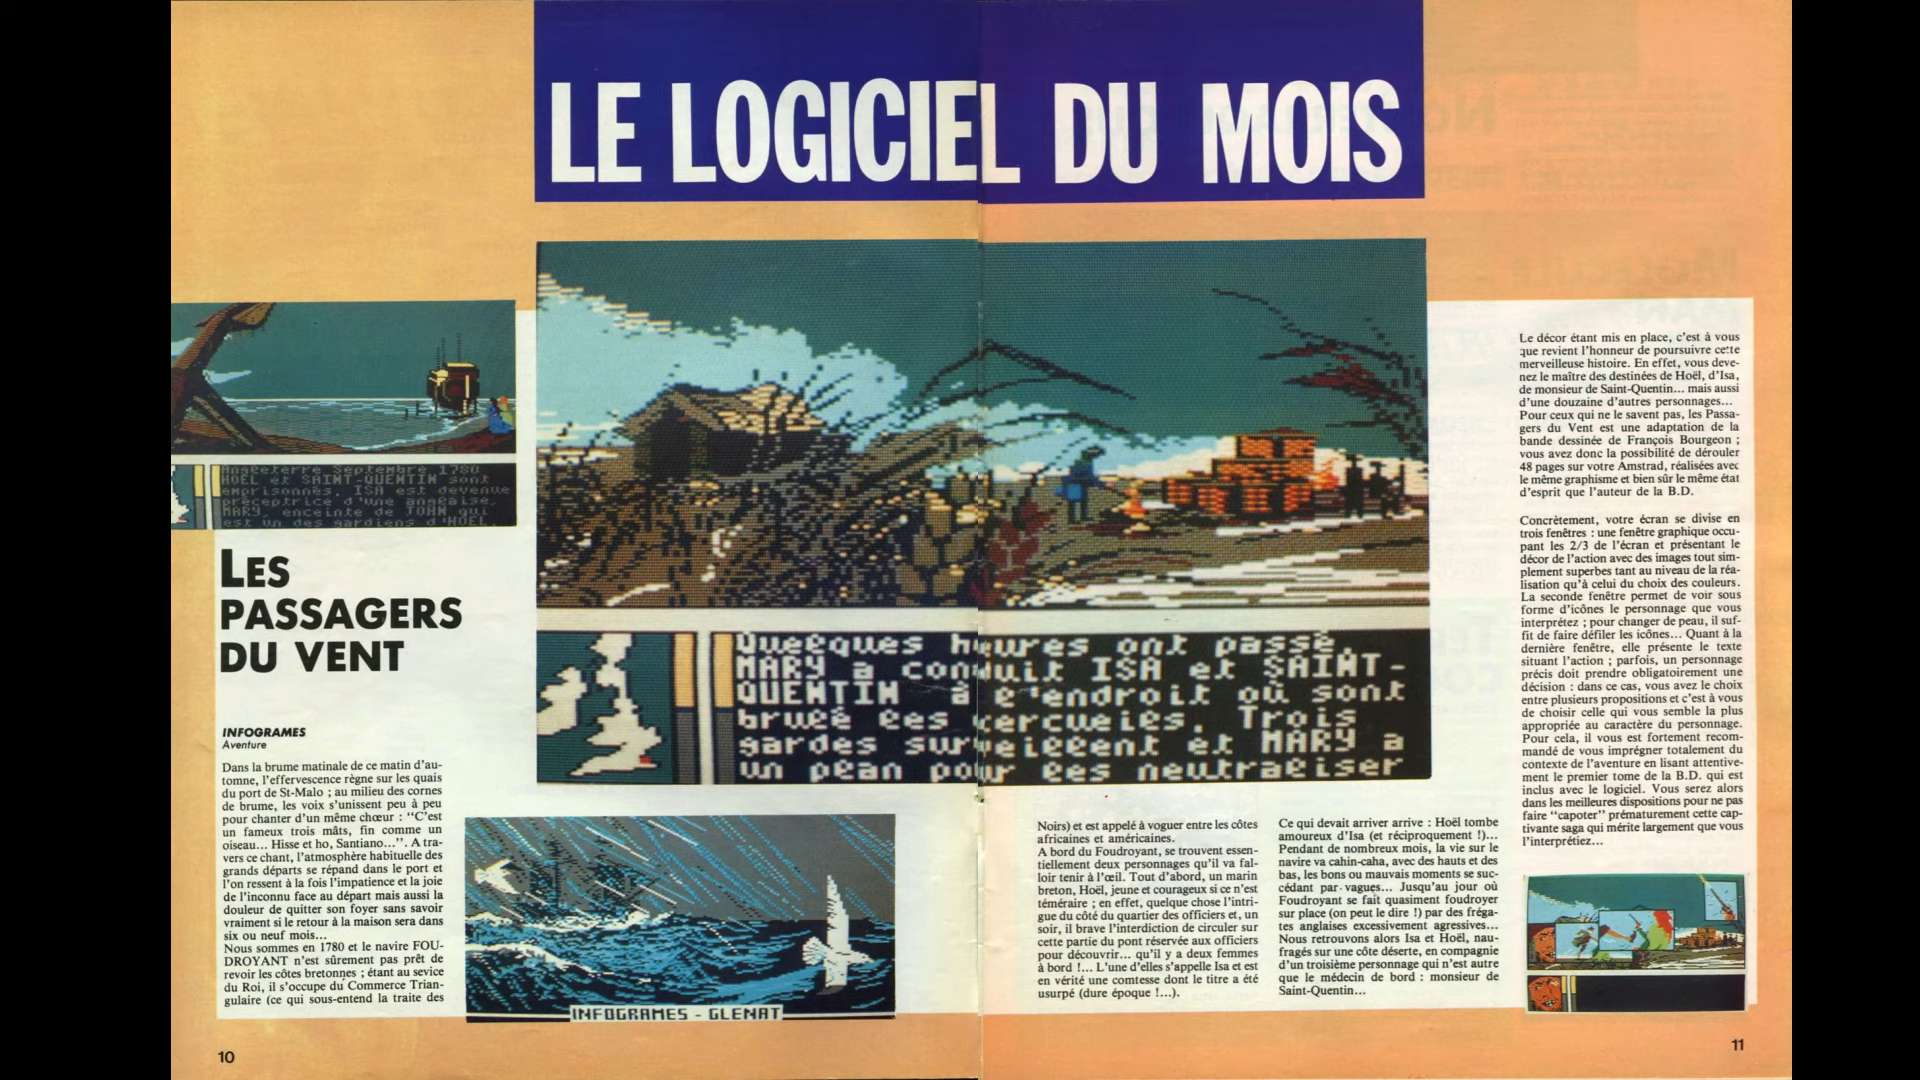 LE LOGICIEL DU MOIS
Angleterre Septembre 1780
HOEL et SAINT-QUENTIN sont
emprisonnés. ISA est devenue
préceptrice d'une anglaise,
MARY, enceinte de JOHN qui
est un des gardiens d'HOEL.
LES
PASSAGERS
DU VENT
INFOGRAMES
Aventure
Dans la brume matinale de ce matin d'au-
tomne, l'effervescence règne sur les quais
du port de St-Malo ; au milieu des cornes
de brume, les voix s'unissent peu à peu
pour chanter d'un même chœur : “C'est
un fameux trois mâts, fin comme un
oiseau... Hisse et ho, Santiano...”. A tra-
vers ce chant, l'atmosphère habituelle des
grands départs se répand dans le port et
l'on ressent à la fois l'impatience et la joie
de l'inconnu face au départ mais aussi la
douleur de quitter son foyer sans savoir
vraiment si le retour à la maison sera dans
six ou neuf mois...
Nous sommes en 1780 et le navire FOU-
DROYANT n'est sûrement pas prêt de
revoir les côtes bretonnes ; étant au sevice
du Roi, il s'occupe du Commerce Trian-
gulaire (ce qui sous-entend la traite des
Quelques heures ont passé.
MARY a conduit ISA et SAINT-
QUENTIN à l'endroit où sont
brulé les cercueils. Trois
gardes surveillent et MARY a
un plan pour les neutraliser
INFOGRAMES - GLENAT
Noirs) et est appelé à voguer entre les côtes
africaines et américaines.
A bord du Foudroyant, se trouvent essen-
tiellement deux personnages qu'il va fal-
loir tenir à l'œil. Tout d'abord, un marin
breton, Hoël, jeune et courageux si ce n'est
téméraire ; en effet, quelque chose l'intri-
gue du côté du quartier des officiers et, un
soir, il brave l'interdiction de circuler sur
cette partie du pont réservée aux officiers
pour découvrir... qu'il y a deux femmes
à bord !... L'une d'elles s'appelle Isa et est
en vérité une comtesse dont le titre a été
usurpé (dure époque !...).
Ce qui devait arriver arrive : Hoël tombe
amoureux d'Isa (et réciproquement !)...
Pendant de nombreux mois, la vie sur le
navire va cahin-caha, avec des hauts et des
bas, les bons ou mauvais moments se suc-
cédant par vagues... Jusqu'au jour où
Foudroyant se fait quasiment foudroyer
sur place (on peut le dire !) par des fréga-
tes anglaises excessivement agressives...
Nous retrouvons alors Isa et Hoël, nau-
fragés sur une côte déserte, en compagnie
d'un troisième personnage qui n'est autre
que le médecin de bord : monsieur de
Saint-Quentin...
Le décor étant mis en place, c'est à vous
que revient l'honneur de poursuivre cette
merveilleuse histoire. En effet, vous deve-
nez le maître des destinées de Hoël, d'Isa,
de monsieur de Saint-Quentin... mais aussi
d'une douzaine d'autres personnages...
Pour ceux qui ne le savent pas, les Passa-
gers du Vent est une adaptation de la
bande dessinée de François Bourgeon ;
vous avez donc la possibilité de dérouler
48 pages sur votre Amstrad, réalisées avec
le même graphisme et bien sûr le même état
d'esprit que l'auteur de la B.D.
Concrètement, votre écran se divise en
trois fenêtres : une fenêtre graphique occu-
pant les 2/3 de l'écran et présentant le
décor de l'action avec des images tout sim-
plement superbes tant au niveau de la réa-
lisation qu'à celui du choix des couleurs.
La seconde fenêtre permet de voir sous
forme d'icônes le personnage que vous
interprétez ; pour changer de peau, il suf-
fit de faire défiler les icônes... Quant à la
dernière fenêtre, elle présente le texte
situant l'action ; parfois, un personnage
précis doit prendre obligatoirement une
décision : dans ce cas, vous avez le choix
entre plusieurs propositions et c'est à vous
de choisir celle qui vous semble la plus
appropriée au caractère du personnage.
Pour cela, il vous est fortement recom-
mandé de vous imprégner totalement du
contexte de l'aventure en lisant attentive-
ment le premier tome de la B.D. qui est
inclus avec le logiciel. Vous serez alors
dans les meilleures dispositions pour ne pas
faire “capoter” prématurement cette cap-
tivante saga qui mérite largement que vous
l'interprétiez...
10
11